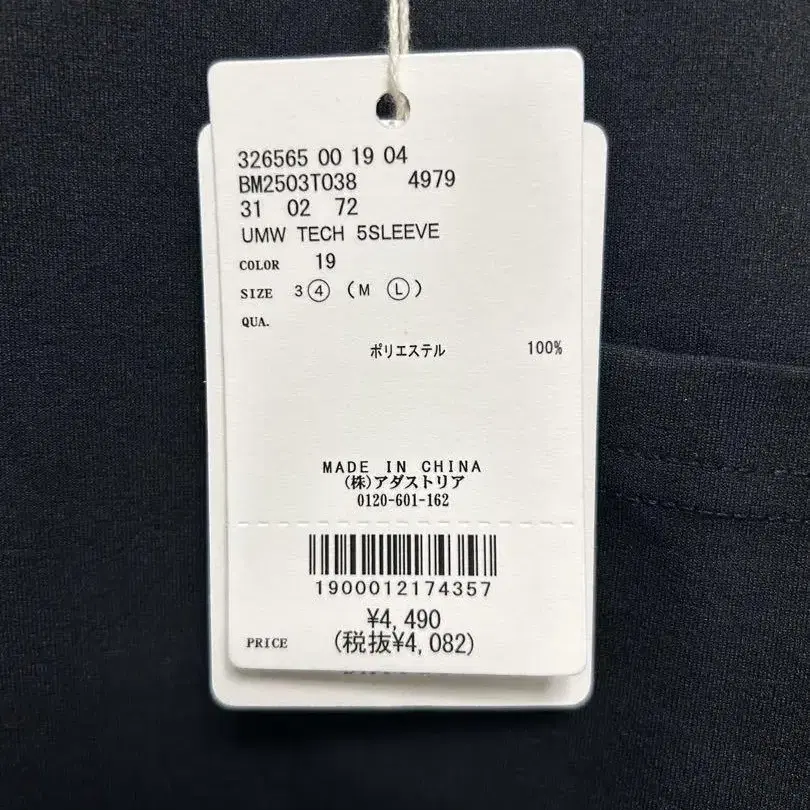 326565 00 19 04
BM2503T038 4979
31 02 72
UMW TECH 5SLEEVE
COLOR 19
SIZE 3④ (M Ⓛ)
QUA.
ポリエステル 100%
MADE IN CHINA
(株)アダストリア
0120-601-162
1900012174357
¥4,490
PRICE (税抜¥4,082)